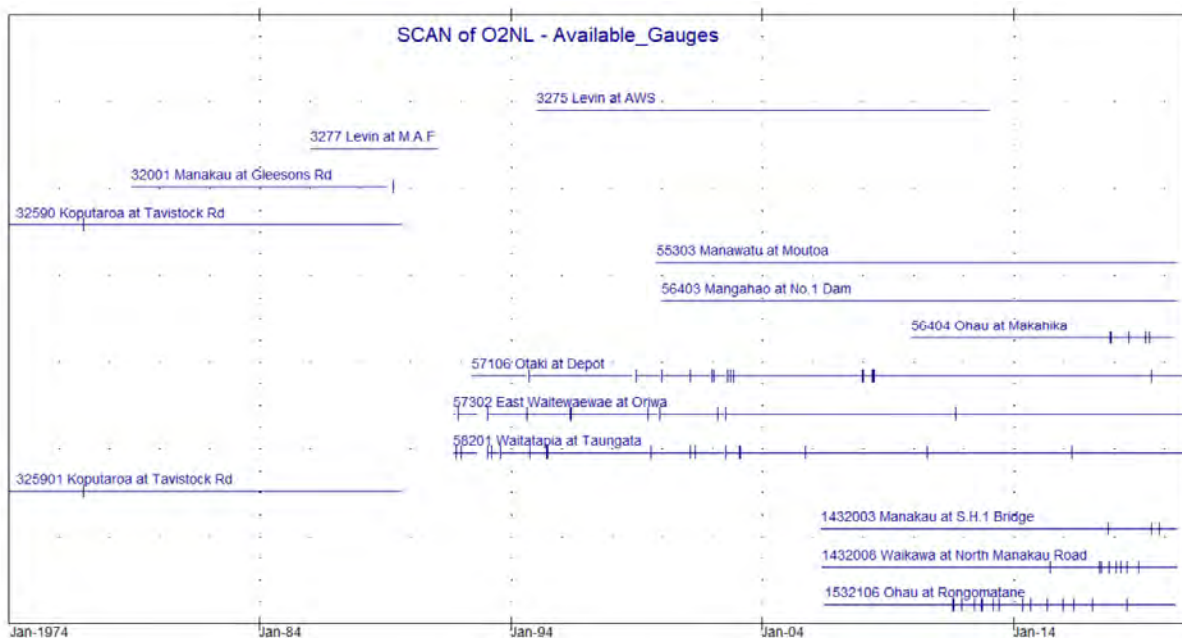 SCAN of O2NL - Available_Gauges
3275 Levin at AWS
3277 Levin at M.A.F
32001 Manakau at Gleesons Rd
32590 Koputaroa at Tavistock Rd
55303 Manawatu at Moutoa
56403 Mangahao at No.1 Dam
56404 Ohau at Makahika
57106 Otaki at Depot
57302 East Waitewaewae at Oriwa
58201 Waitatapia at Taungata
325901 Koputaroa at Tavistock Rd
1432003 Manakau at S.H.1 Bridge
1432008 Waikawa at North Manakau Road
1532106 Ohau at Rongomatane
Jan-1974 Jan-84 Jan-94 Jan-04 Jan-14